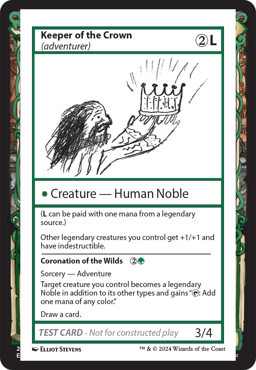 Keeper of the Crown
(adventurer)
②L
• Creature — Human Noble
(L can be paid with one mana from a legendary
source.)
Other legendary creatures you control get +1/+1 and
have indestructible.
Coronation of the Wilds ②
Sorcery — Adventure
Target creature you control becomes a legendary
Noble in addition to its other types and gains "T: Add
one mana of any color."
Draw a card.
TEST CARD - Not for constructed play
3/4
Elliot Stevens
™ & © 2024 Wizards of the Coast